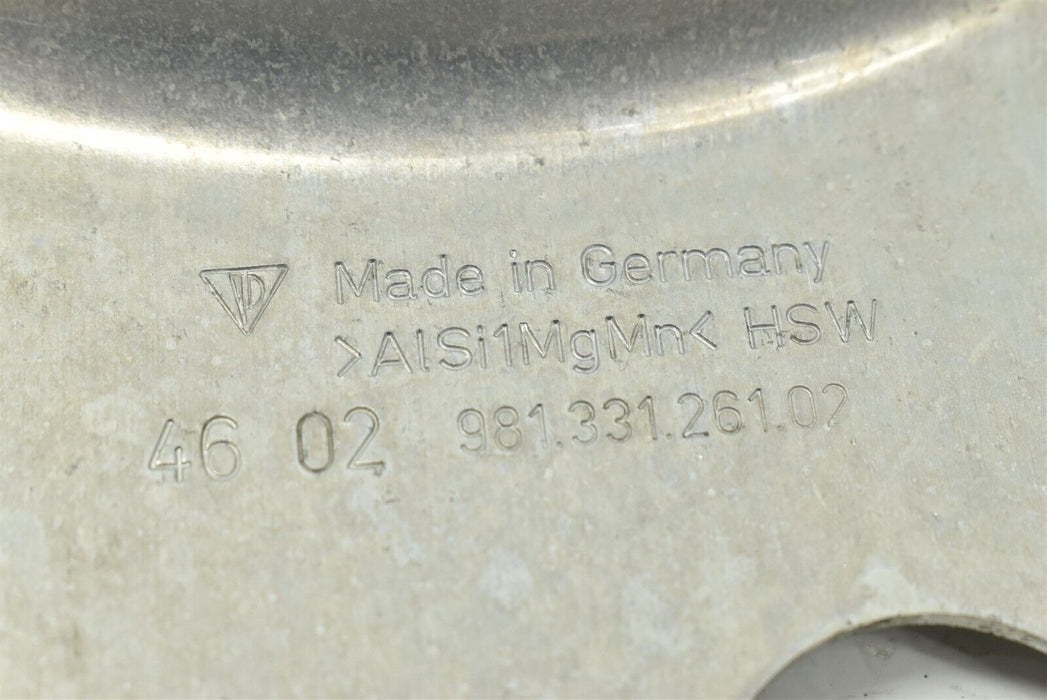 Made in Germany
>AlSi1MgMn< HSW
46 02 981.331.261.02